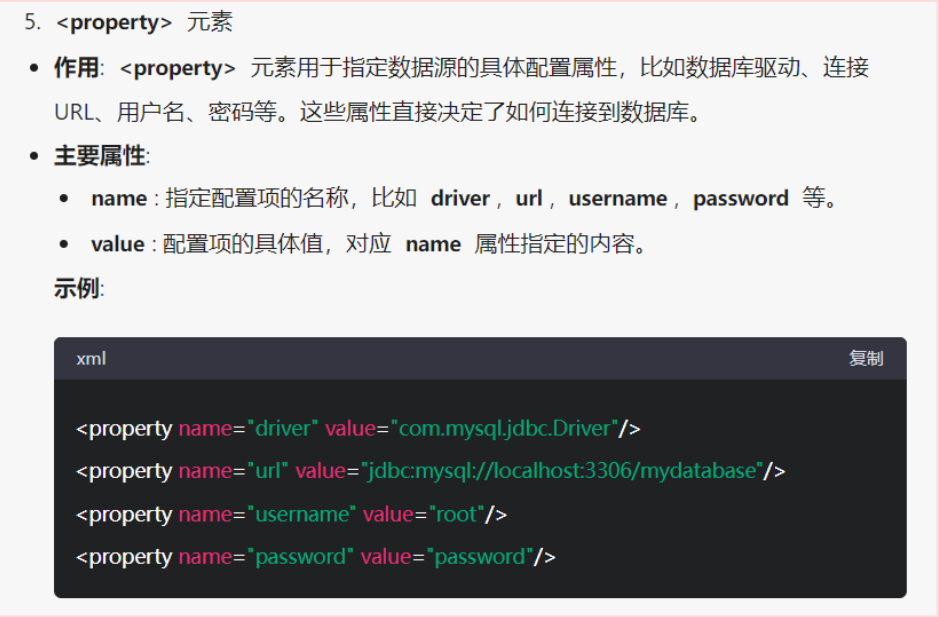 5. <property> 元素
• 作用: <property> 元素用于指定数据源的具体配置属性，比如数据库驱动、连接
URL、用户名、密码等。这些属性直接决定了如何连接到数据库。
• 主要属性:
• name : 指定配置项的名称，比如 driver , url , username , password 等。
• value : 配置项的具体值，对应 name 属性指定的内容。
示例:
xml 复制
<property name="driver" value="com.mysql.jdbc.Driver"/>
<property name="url" value="jdbc:mysql://localhost:3306/mydatabase"/>
<property name="username" value="root"/>
<property name="password" value="password"/>